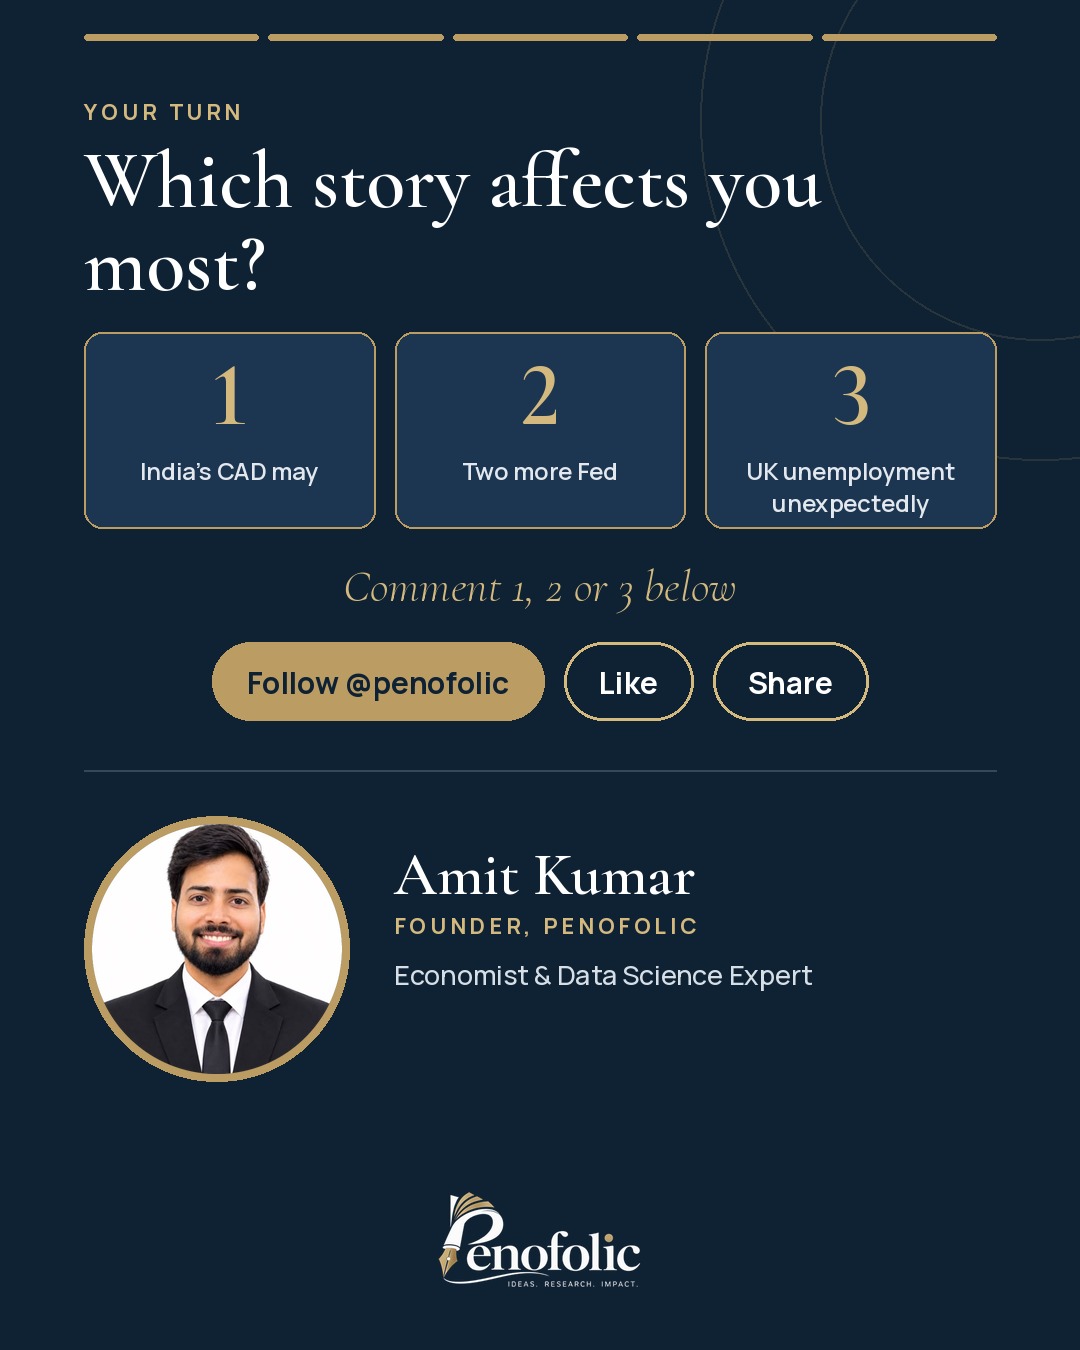 YOUR TURN
Which story affects you
most?
1
2
3
India’s CAD may
Two more Fed
UK unemployment
unexpectedly
Comment 1, 2 or 3 below
Follow @penofolic
Like
Share
Amit Kumar
FOUNDER, PENOFOLIC
Economist & Data Science Expert
Penofolic
IDEAS. RESEARCH. IMPACT.